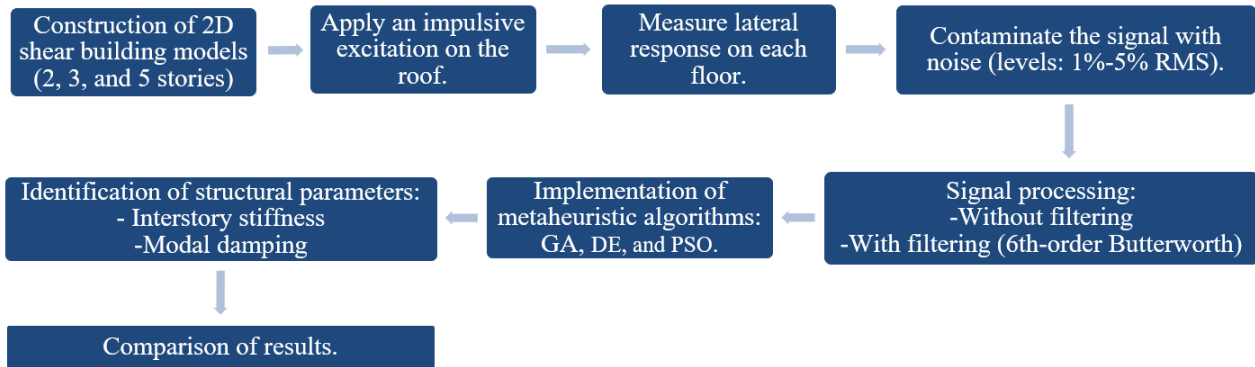 Construction of 2D
shear building models
(2, 3, and 5 stories)
Apply an impulsive
excitation on the
roof.
Measure lateral
response on each
floor.
Contaminate the signal with
noise (levels: 1%-5% RMS).
Signal processing:
-Without filtering
-With filtering (6th-order Butterworth)
Implementation of
metaheuristic algorithms:
GA, DE, and PSO.
Identification of structural parameters:
- Interstory stiffness
-Modal damping
Comparison of results.